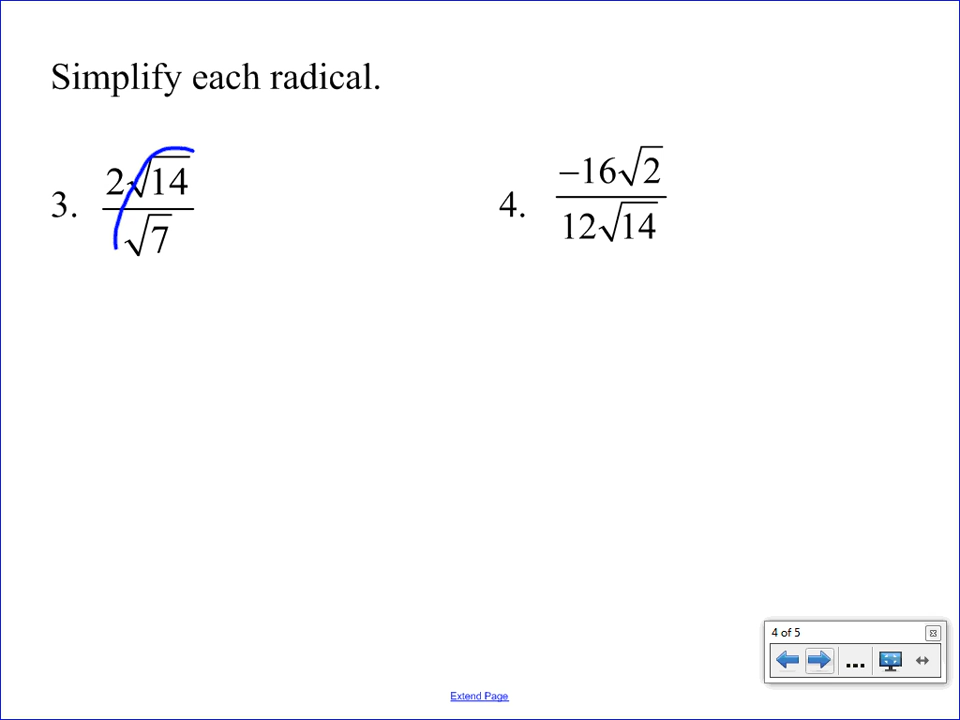 Simplify each radical.
3. 2√14 / √7
4. –16√2 / 12√14
4 of 5
...
Extend Page